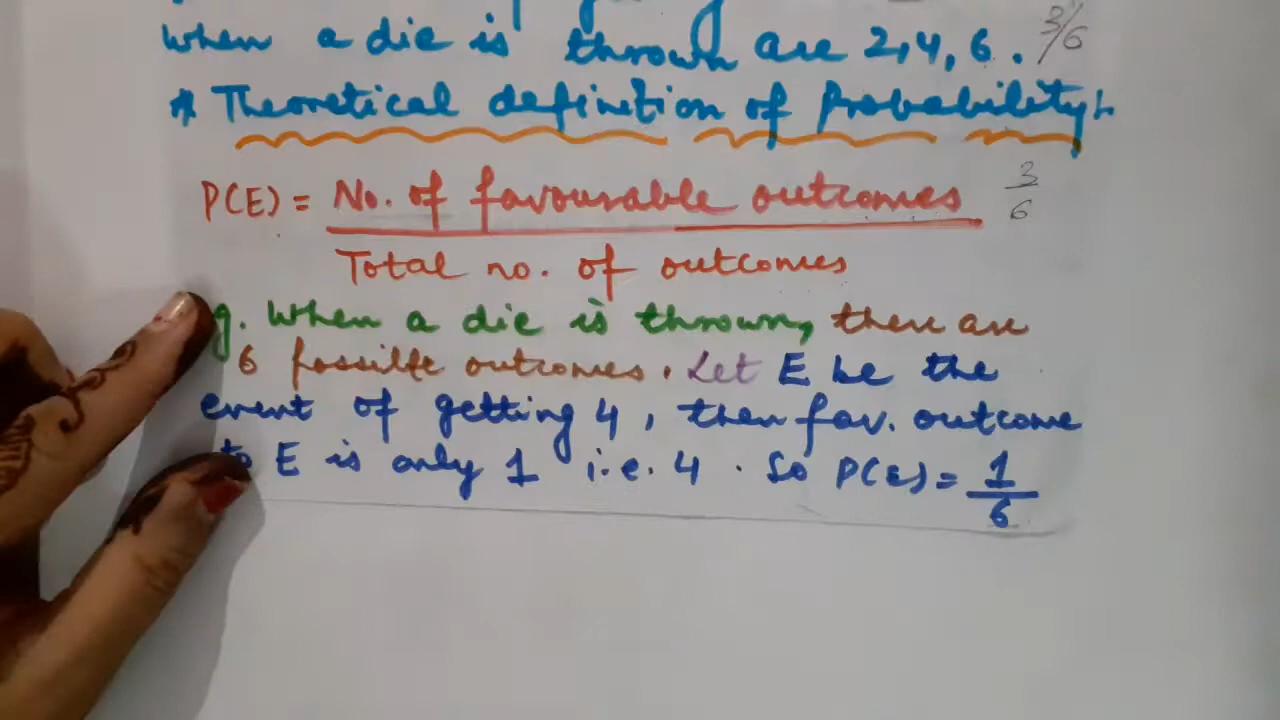 when a die is thrown are 2, 4, 6. 3/6
* Theoretical definition of Probability:-
P(E) = No. of favourable outcomes 3/6
Total no. of outcomes
g. When a die is thrown, there are
6 possible outcomes. Let E be the
event of getting 4, then fav. outcome
to E is only 1 i.e. 4. So P(E) = 1/6